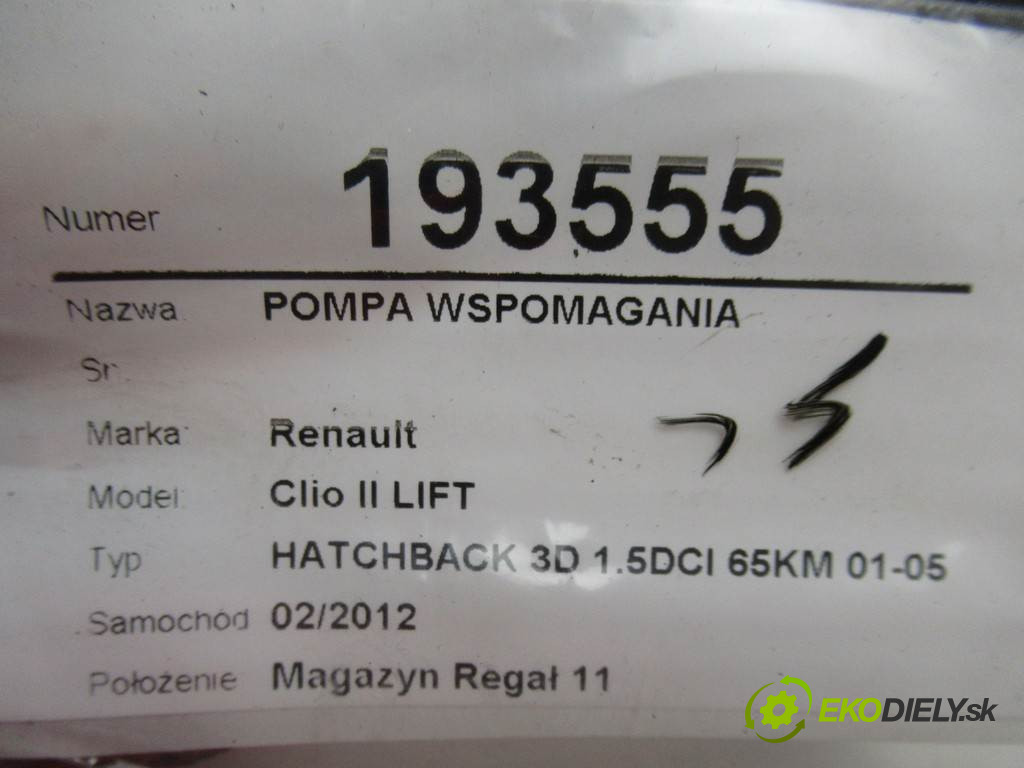 Numer 193555
Nazwa POMPA WSPOMAGANIA
Sr.
Marka Renault
Model Clio II LIFT
Typ HATCHBACK 3D 1.5DCI 65KM 01-05
Samochód 02/2012
Położenie Magazyn Regał 11
EKODIELY.sk